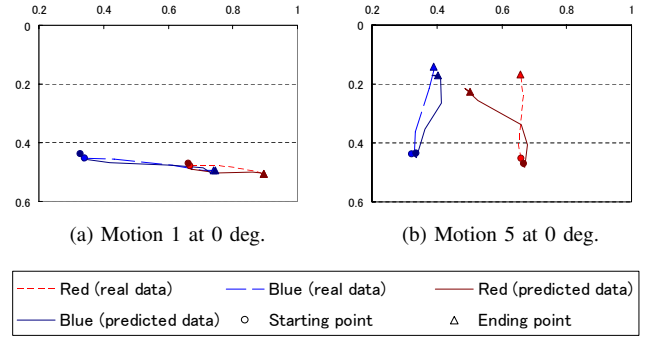 0.2 0.4 0.6 0.8 1 0.2 0.4 0.6 0.8 1
0 0
0.2 0.2
0.4 0.4
0.6 0.6
(a) Motion 1 at 0 deg. (b) Motion 5 at 0 deg.
Red (real data) Blue (real data) Red (predicted data)
Blue (predicted data) Starting point Ending point